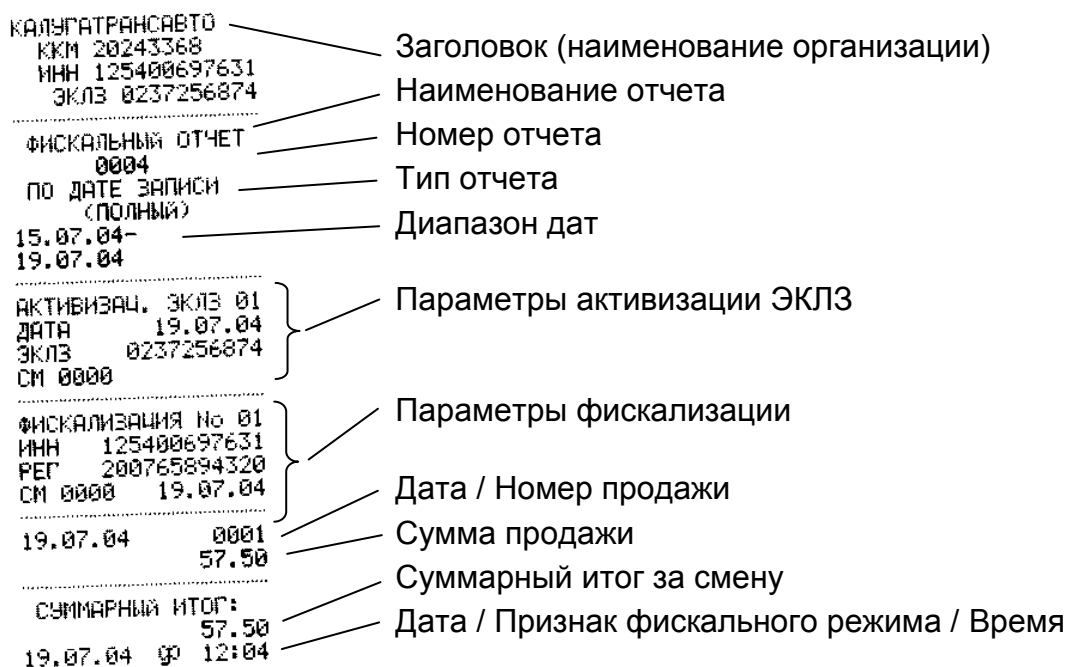 КАЛУГАТРАНСАВТО
ККМ 20243368
ИНН 125400697631
ЭКЛЗ 0237256874
ФИСКАЛЬНЫЙ ОТЧЕТ
0004
ПО ДАТЕ ЗАПИСИ
(ПОЛНЫЙ)
15.07.04-
19.07.04
АКТИВИЗАЦ. ЭКЛЗ 01
ДАТА 19.07.04
ЭКЛЗ 0237256874
СМ 0000
ФИСКАЛИЗАЦИЯ No 01
ИНН 125400697631
РЕГ 200765894320
СМ 0000 19.07.04
19.07.04 0001
57.50
СУММАРНЫЙ ИТОГ:
57.50
19.07.04 ф 12:04
Заголовок (наименование организации)
Наименование отчета
Номер отчета
Тип отчета
Диапазон дат
Параметры активизации ЭКЛЗ
Параметры фискализации
Дата / Номер продажи
Сумма продажи
Суммарный итог за смену
Дата / Признак фискального режима / Время